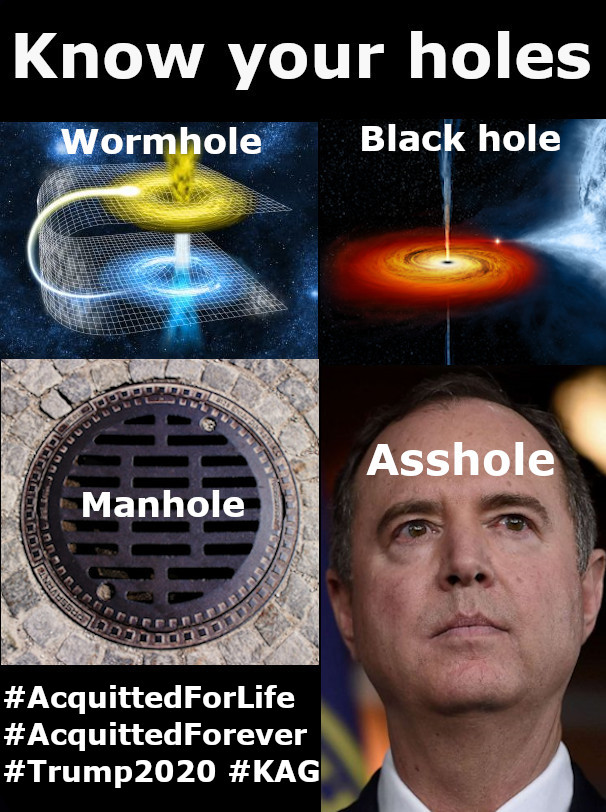 Know your holes
Wormhole
Black hole
Manhole
Asshole
#AcquittedForLife
#AcquittedForever
#Trump2020 #KAG